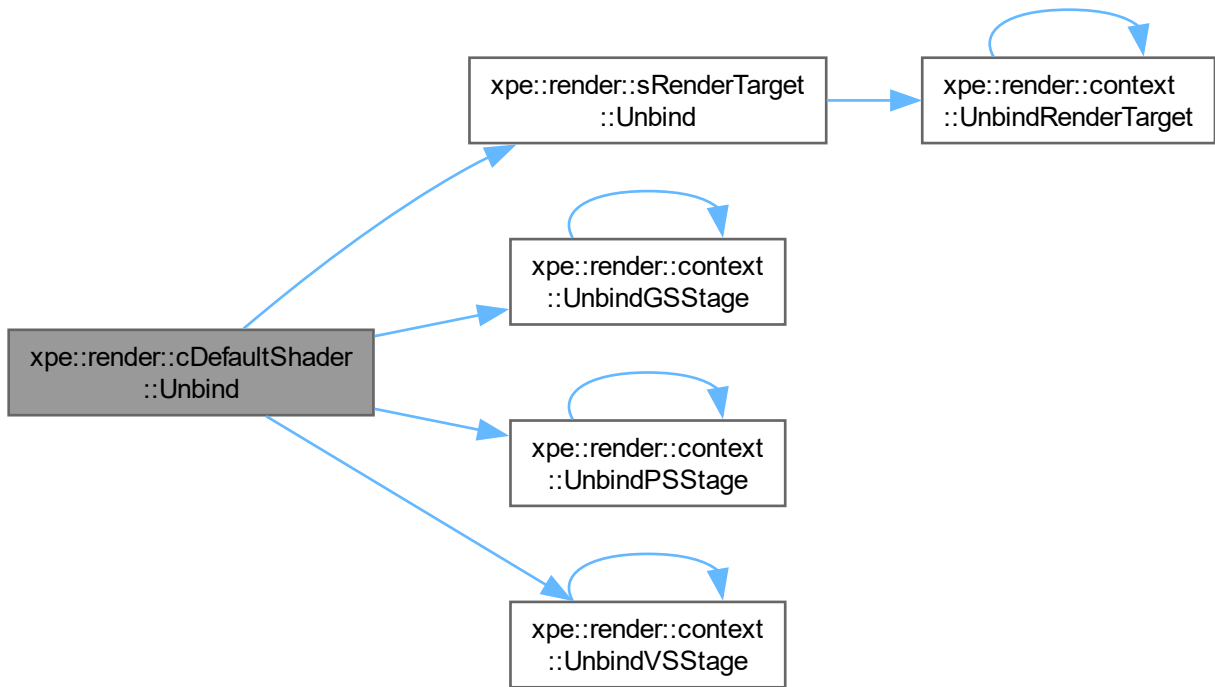 xpe::render::sRenderTarget
::Unbind
xpe::render::context
::UnbindRenderTarget
xpe::render::context
::UnbindGSStage
xpe::render::cDefaultShader
::Unbind
xpe::render::context
::UnbindPSStage
xpe::render::context
::UnbindVSStage